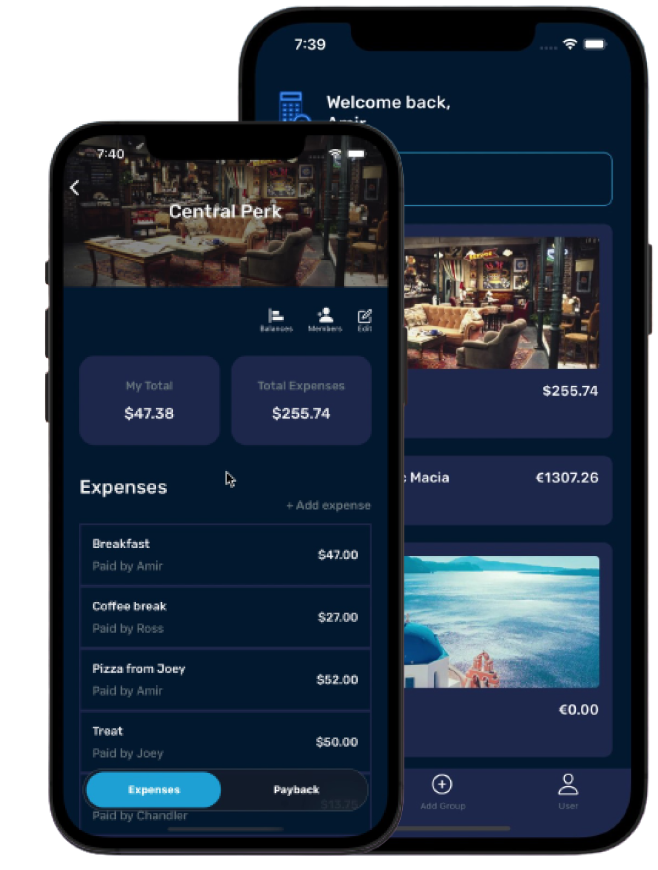 7:39
Welcome back,
Amir
7:40
Central Perk
Balances
Members
Edit
My Total
$47.38
Total Expenses
$255.74
Expenses
+ Add expense
Breakfast
Paid by Amir
$47.00
Coffee break
Paid by Ross
$27.00
Pizza from Joey
Paid by Amir
$52.00
Treat
Paid by Joey
$50.00
Expenses
Payback
$13.75
Paid by Chandler
$255.74
Macia
€1307.26
€0.00
Add Group
User